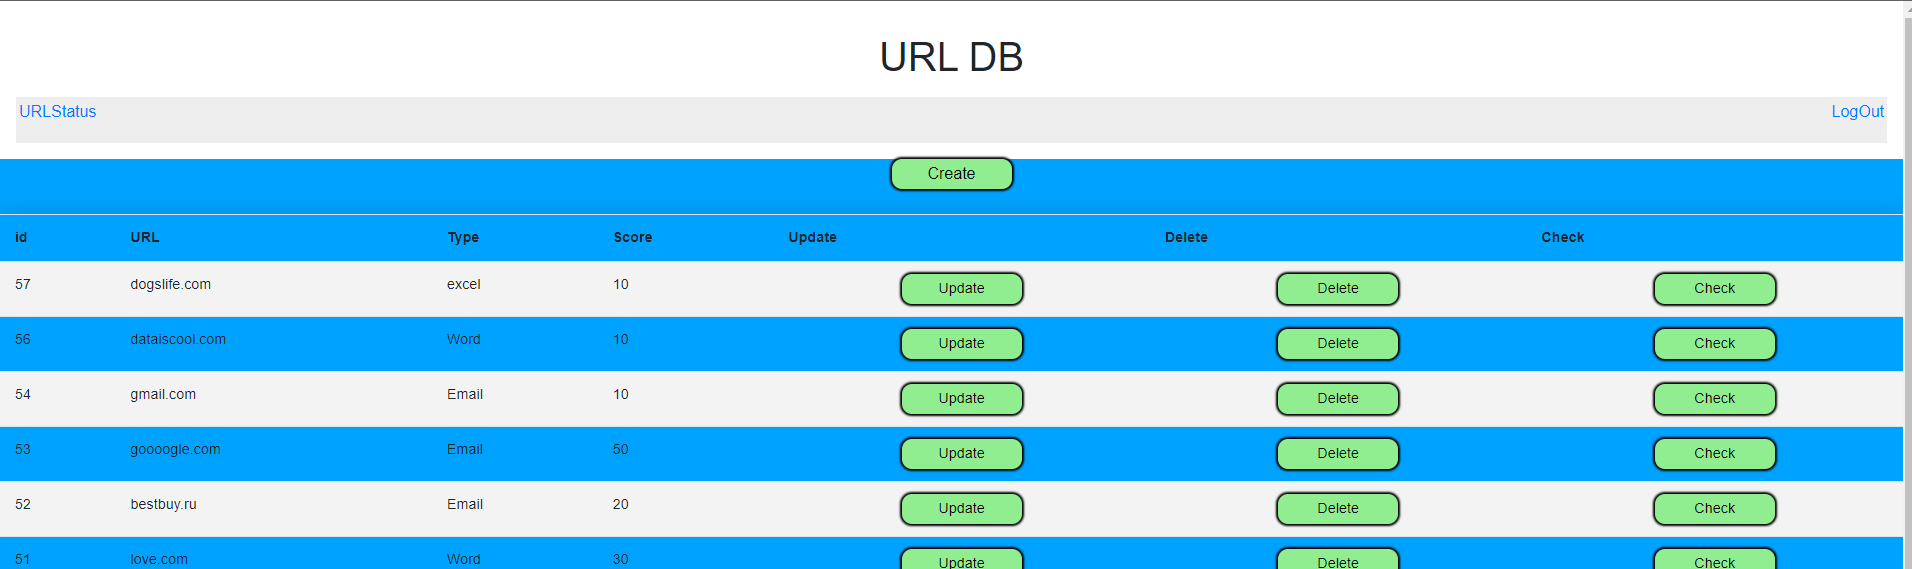 URL DB
URLStatus LogOut
Create
id URL Type Score Update Delete Check
57 dogslife.com excel 10 Update Delete Check
56 dataiscool.com Word 10 Update Delete Check
54 gmail.com Email 10 Update Delete Check
53 goooogle.com Email 50 Update Delete Check
52 bestbuy.ru Email 20 Update Delete Check
51 love.com Word 30 Update Delete Check